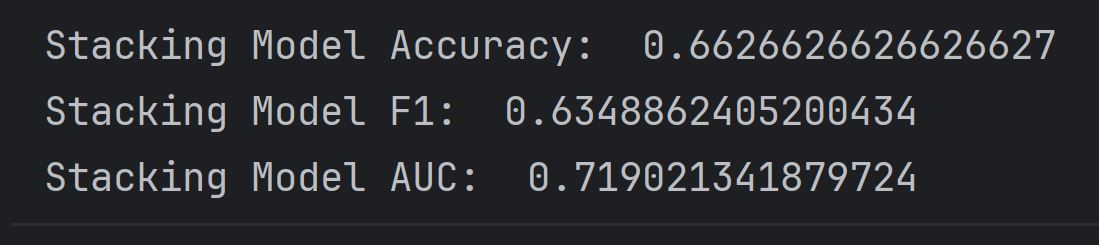 Stacking Model Accuracy:  0.6626626626626627
Stacking Model F1:  0.6348862405200434
Stacking Model AUC:  0.719021341879724